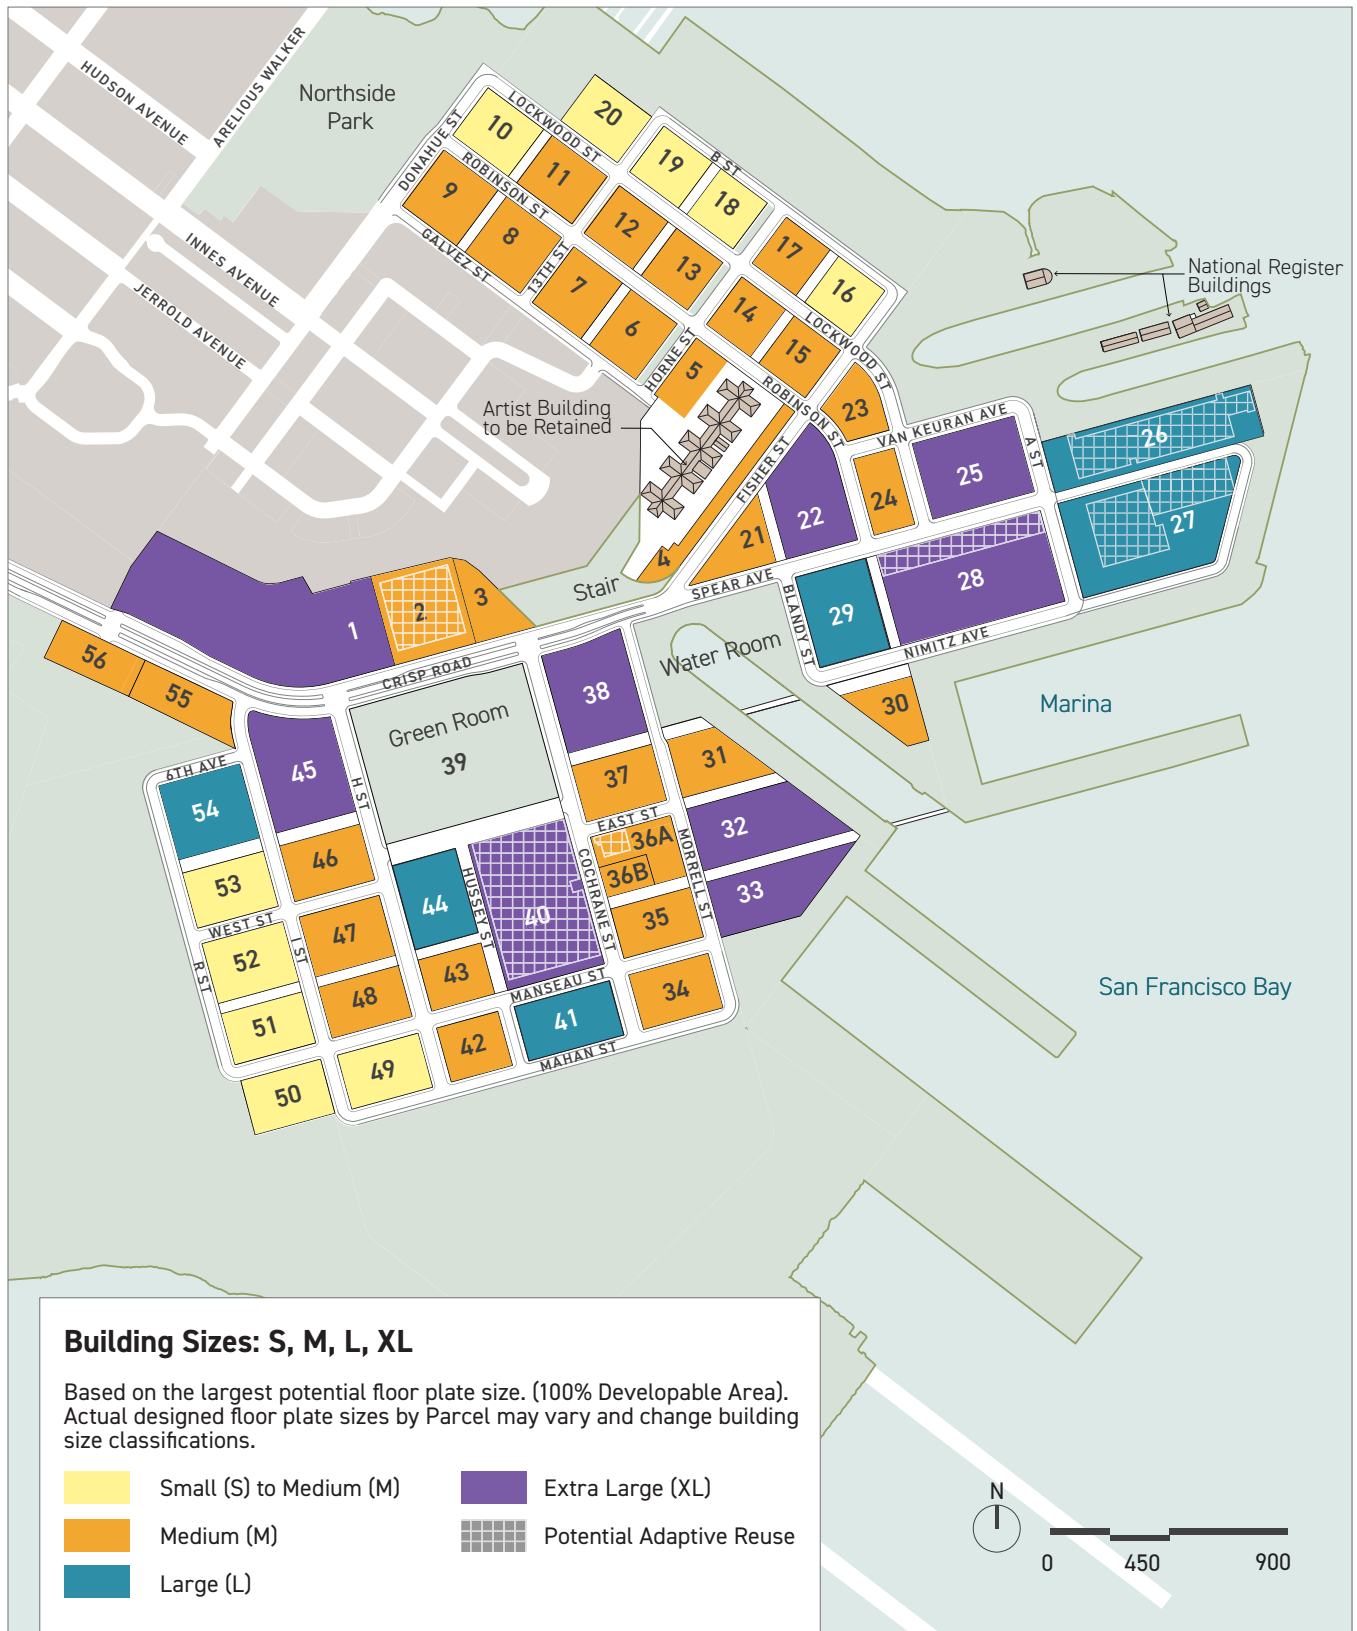 HUDSON AVENUE
ARELIOUS WALKER
Northside
Park
INNES AVENUE
JERROLD AVENUE
DONAHUE ST
LOCKWOOD ST
ROBINSON ST
GALVEZ ST
13TH ST
B ST
20
10
19
11
18
9
12
17
8
13
16
7
14
6
15
HORNE ST
5
LOCKWOOD ST
ROBINSON ST
National Register
Buildings
Artist Building
to be Retained
23
FISHER ST
VAN KEURAN AVE
A ST
26
25
24
22
27
21
4
28
Stair
SPEAR AVE
BLANDY ST
29
NIMITZ AVE
1
2
3
CRISP ROAD
Water Room
30
Marina
56
55
38
Green Room
39
31
37
6TH AVE
45
H ST
54
EAST ST
36A
36B
MORRELL ST
32
33
46
53
44
HUSSEY ST
40
COCHRANE ST
35
WEST ST
I ST
47
52
R ST
43
48
51
MANSEAU ST
34
41
42
MAHAN ST
49
50
San Francisco Bay
Building Sizes: S, M, L, XL
Based on the largest potential floor plate size. (100% Developable Area).
Actual designed floor plate sizes by Parcel may vary and change building
size classifications.
Small (S) to Medium (M)
Medium (M)
Large (L)
Extra Large (XL)
Potential Adaptive Reuse
N
0
450
900